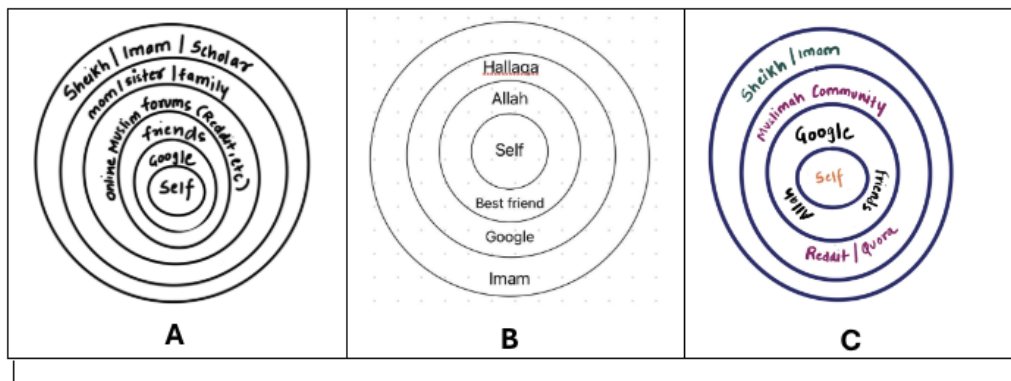 Sheikh | Imam | Scholar
mom | sister | family
online Muslim forums (Reddit, etc)
friends
Google
Self
A
Hallaqa
Allah
Self
Best friend
Google
Imam
B
Sheikh / Imam
Muslimah Community
Google
Self
friends
Allah
Reddit / Quora
C